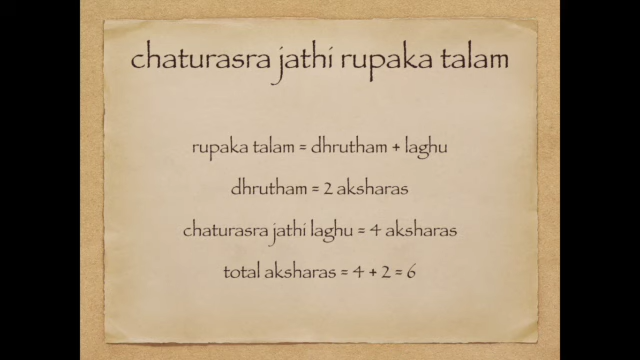 chaturasra jathi rupaka talam
rupaka talam = dhrutham + laghu
dhrutham = 2 aksharas
chaturasra jathi laghu = 4 aksharas
total aksharas = 4 + 2 = 6